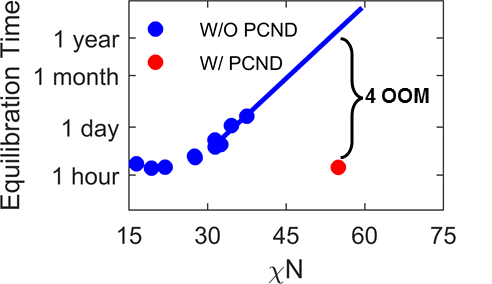 Equilibration Time
1 year
1 month
1 day
1 hour
W/O PCND
W/ PCND
4 OOM
15
30
45
60
75
χN